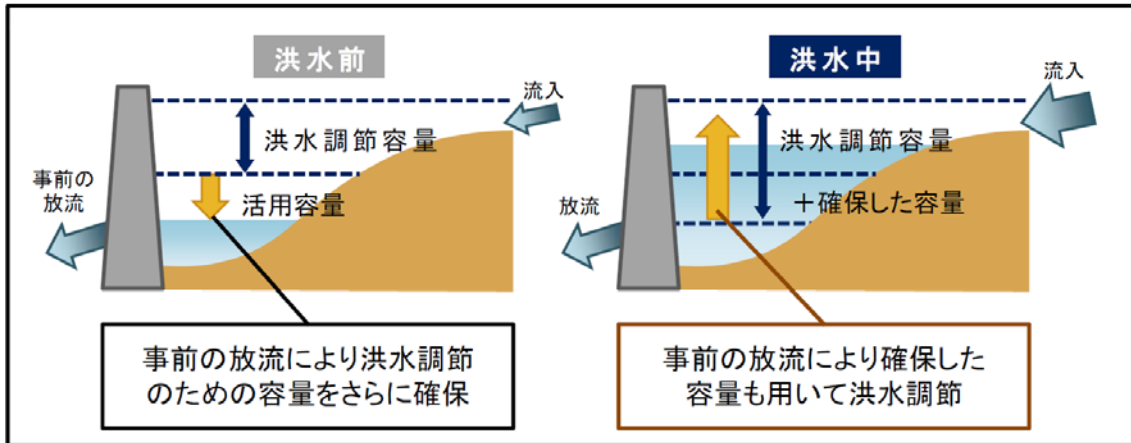 洪水前
流入
洪水調節容量
事前の
放流
活用容量
事前の放流により洪水調節
のための容量をさらに確保
洪水中
流入
洪水調節容量
放流
＋確保した容量
事前の放流により確保した
容量も用いて洪水調節